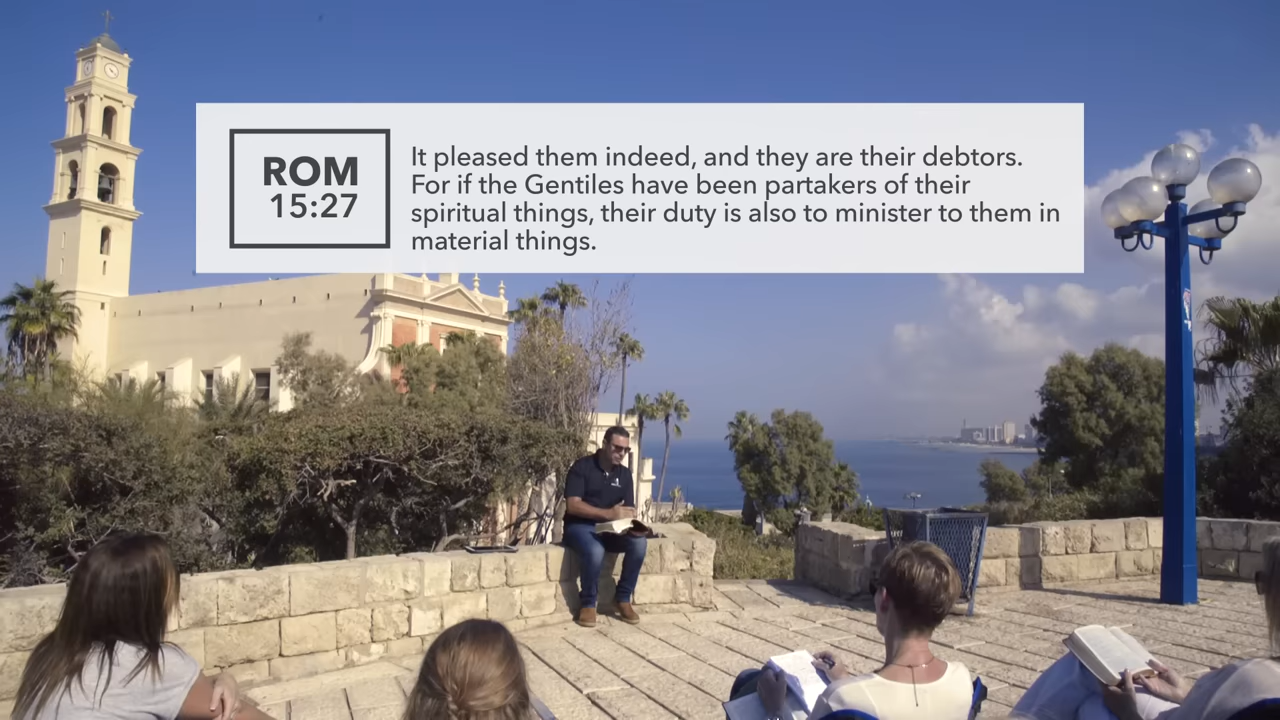 ROM
15:27
It pleased them indeed, and they are their debtors.
For if the Gentiles have been partakers of their
spiritual things, their duty is also to minister to them in
material things.